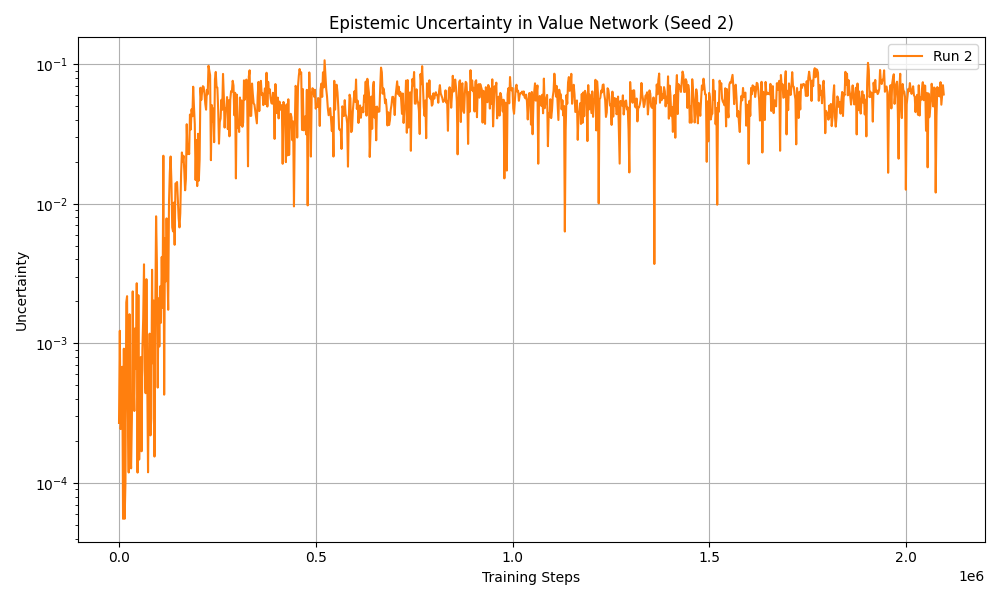 Epistemic Uncertainty in Value Network (Seed 2)
Run 2
Uncertainty
10⁻¹
10⁻²
10⁻³
10⁻⁴
0.0 0.5 1.0 1.5 2.0
1e6
Training Steps